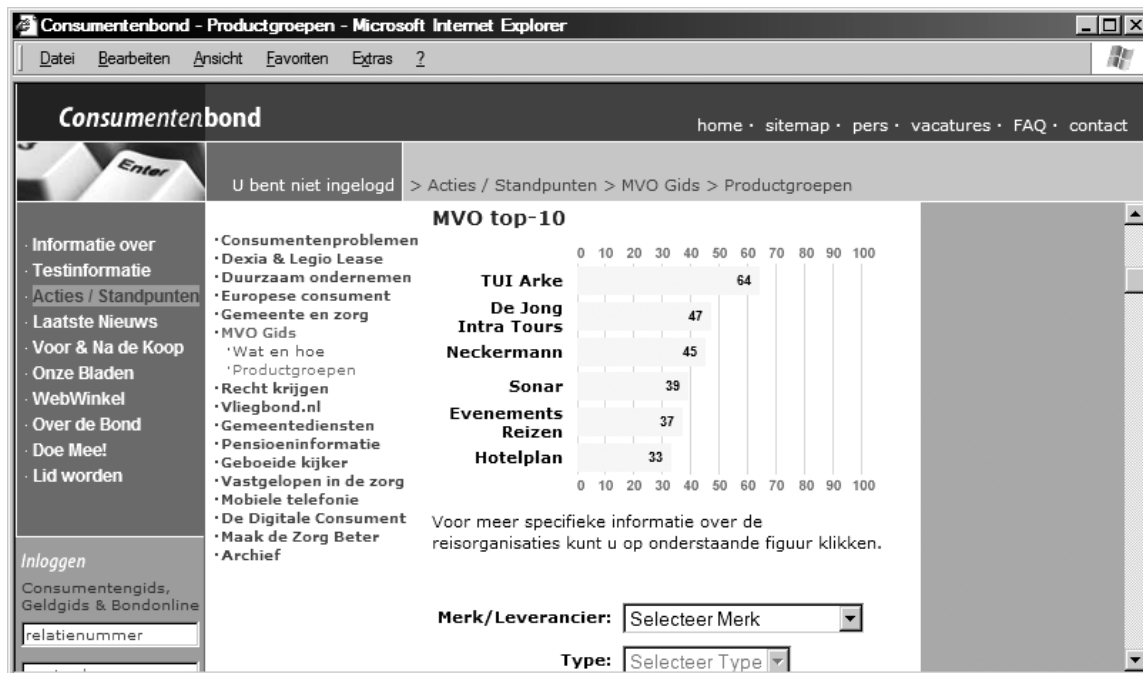 Consumentenbond - Productgroepen - Microsoft Internet Explorer
Datei Bearbeiten Ansicht Favoriten Extras ?
Consumentenbond
home · sitemap · pers · vacatures · FAQ · contact
Enter
U bent niet ingelogd
> Acties / Standpunten > MVO Gids > Productgroepen
· Informatie over
· Testinformatie
· Acties / Standpunten
· Laatste Nieuws
· Voor & Na de Koop
· Onze Bladen
· WebWinkel
· Over de Bond
· Doe Mee!
· Lid worden
Inloggen
Consumentengids,
Geldgids & Bondonline
relatienummer
·Consumentenproblemen
·Dexia & Legio Lease
·Duurzaam ondernemen
·Europese consument
·Gemeente en zorg
·MVO Gids
·Wat en hoe
·Productgroepen
·Recht krijgen
·Vliegbond.nl
·Gemeentediensten
·Pensioeninformatie
·Geboeide kijker
·Vastgelopen in de zorg
·Mobiele telefonie
·De Digitale Consument
·Maak de Zorg Beter
·Archief
MVO top-10
0 10 20 30 40 50 60 70 80 90 100
TUI Arke 64
De Jong
Intra Tours 47
Neckermann 45
Sonar 39
Evenements
Reizen 37
Hotelplan 33
0 10 20 30 40 50 60 70 80 90 100
Voor meer specifieke informatie over de
reisorganisaties kunt u op onderstaande figuur klikken.
Merk/Leverancier: Selecteer Merk
Type: Selecteer Type